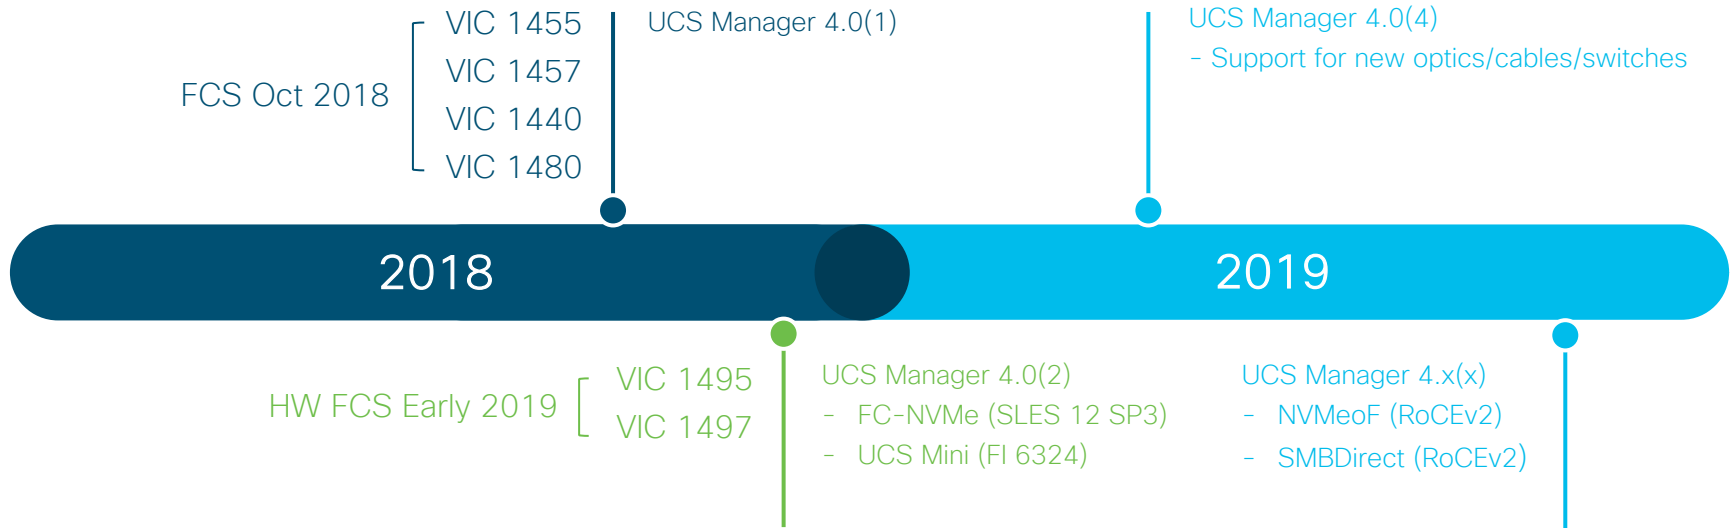 FCS Oct 2018
VIC 1455
VIC 1457
VIC 1440
VIC 1480
UCS Manager 4.0(1)
UCS Manager 4.0(4)
- Support for new optics/cables/switches
2018
2019
HW FCS Early 2019
VIC 1495
VIC 1497
UCS Manager 4.0(2)
- FC-NVMe (SLES 12 SP3)
- UCS Mini (FI 6324)
UCS Manager 4.x(x)
- NVMeoF (RoCEv2)
- SMBDirect (RoCEv2)